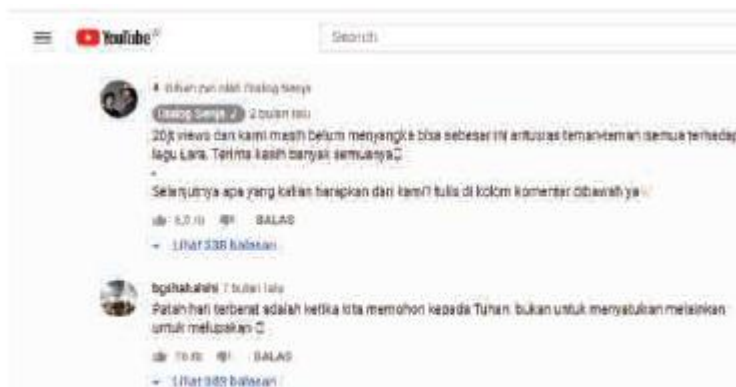 YouTube
Search
Dialog Senja
Dialog Senja 2 bulan lalu
20jt views dan kami masih belum menyangka bisa sebesar ini antusias teman-teman semua terhadap
lagu Lara. Terima kasih banyak semuanya
-
Selanjutnya apa yang kalian harapkan dari kami? tulis di kolom komentar dibawah ya
BALAS
Lihat 338 balasan
7 bulan lalu
Patah hati terberat adalah ketika kita memohon kepada Tuhan, bukan untuk menyatukan melainkan
untuk melupakan
BALAS
Lihat balasan